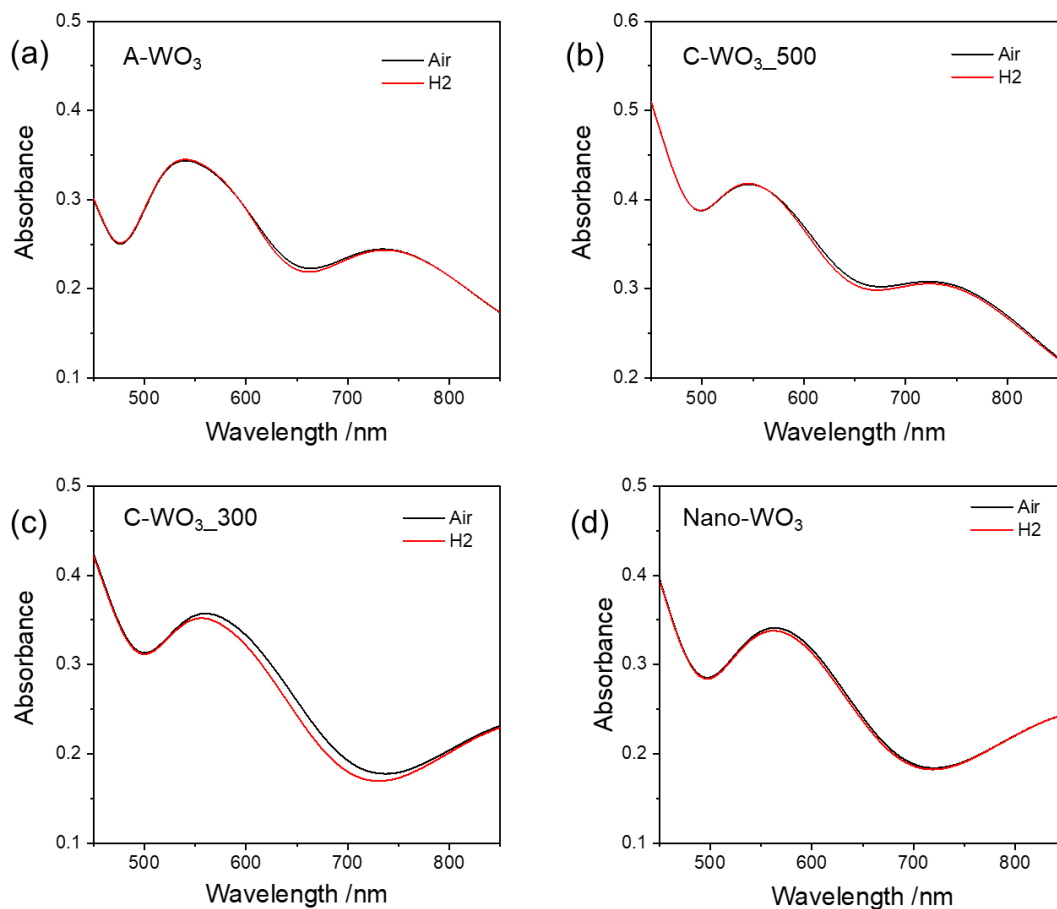 (a)
A-WO₃
Air
H2
0.5
0.4
0.3
0.2
0.1
Absorbance
500
600
700
800
Wavelength /nm
(b)
C-WO₃_500
Air
H2
0.6
0.5
0.4
0.3
0.2
Absorbance
500
600
700
800
Wavelength /nm
(c)
C-WO₃_300
Air
H2
0.5
0.4
0.3
0.2
0.1
Absorbance
500
600
700
800
Wavelength /nm
(d)
Nano-WO₃
Air
H2
0.5
0.4
0.3
0.2
0.1
Absorbance
500
600
700
800
Wavelength /nm